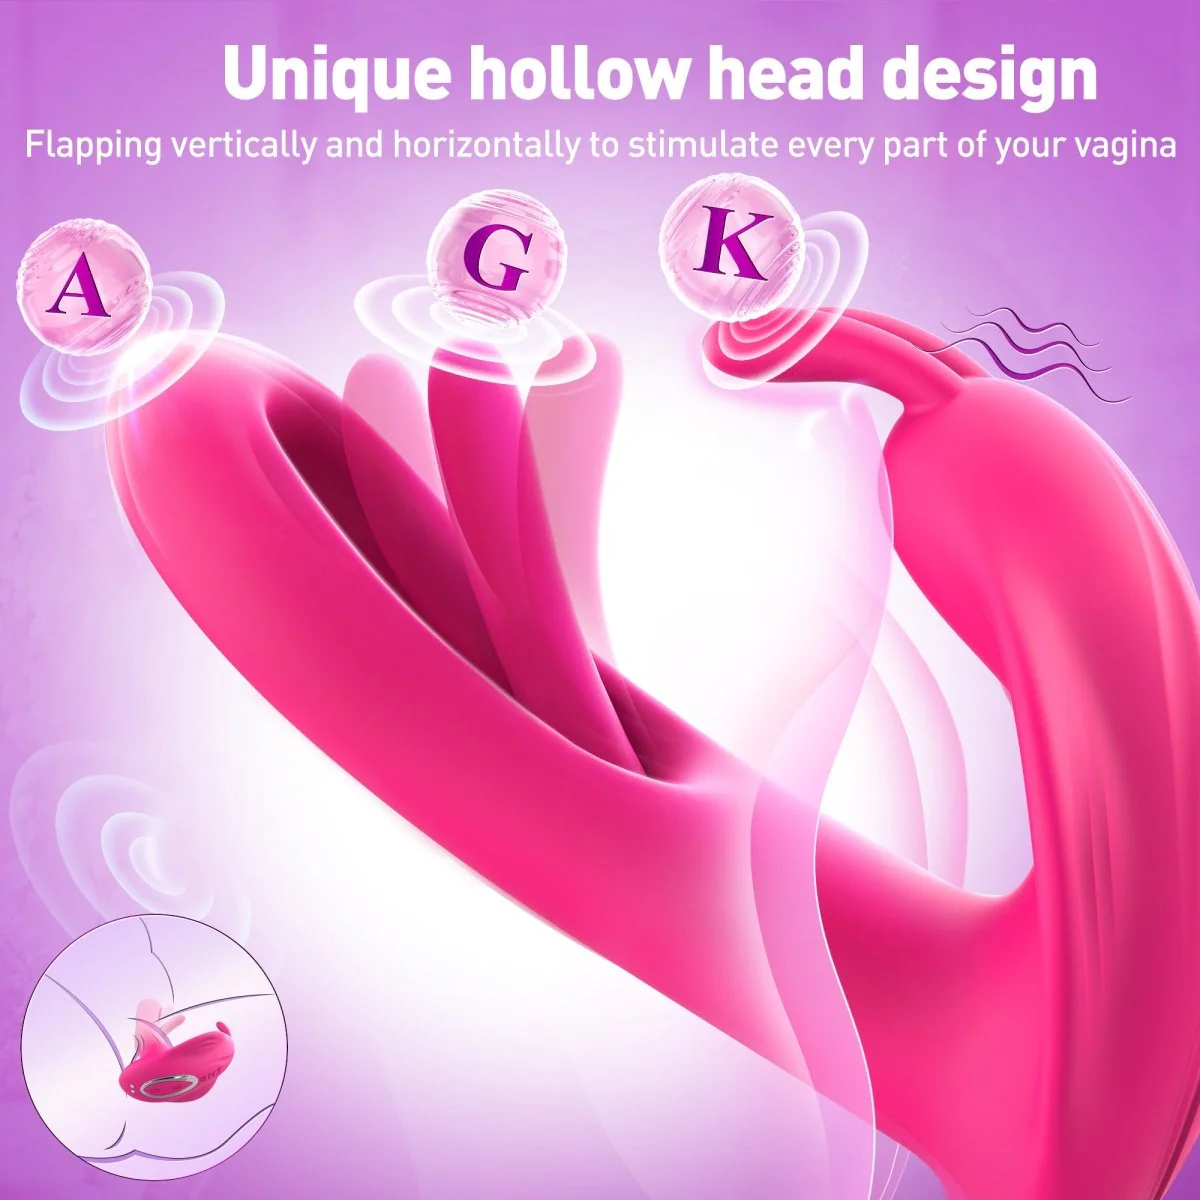 Unique hollow head design
Flapping vertically and horizontally to stimulate every part of your vagina
A
G
K